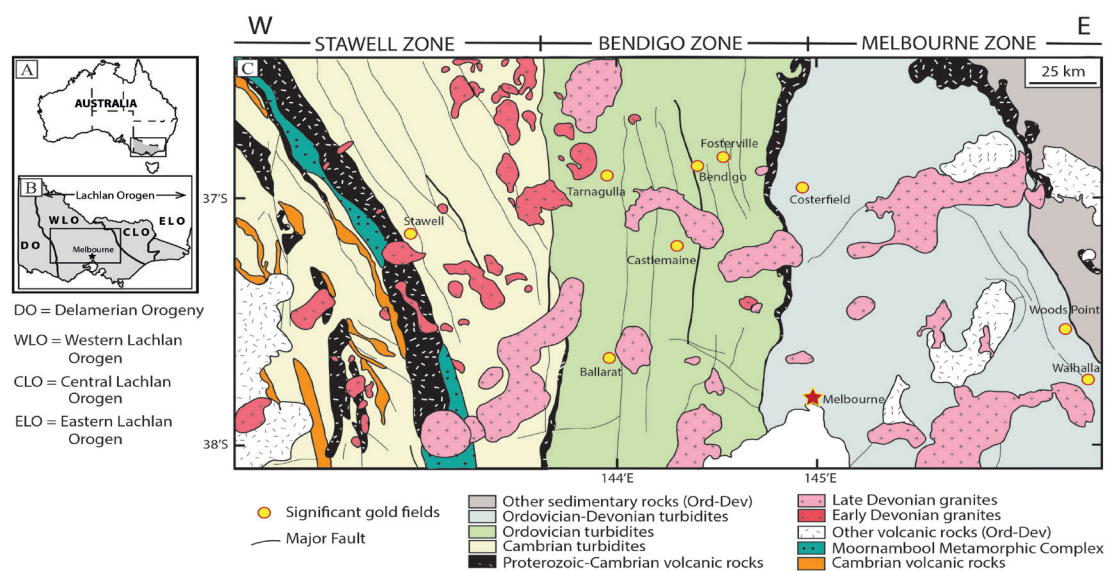 W
E
STAWELL ZONE
BENDIGO ZONE
MELBOURNE ZONE
A
AUSTRALIA
B
Lachlan Orogen
WLO
ELO
CLO
DO
Melbourne
DO = Delamerian Orogeny
WLO = Western Lachlan
Orogen
CLO = Central Lachlan
Orogen
ELO = Eastern Lachlan
Orogen
C
25 km
37°S
38°S
Fosterville
Bendigo
Tarnagulla
Costerfield
Stawell
Castlemaine
Woods Point
Ballarat
Walhalla
Melbourne
144°E
145°E
Significant gold fields
Major Fault
Other sedimentary rocks (Ord-Dev)
Ordovician-Devonian turbidites
Ordovician turbidites
Cambrian turbidites
Proterozoic-Cambrian volcanic rocks
Late Devonian granites
Early Devonian granites
Other volcanic rocks (Ord-Dev)
Moornambool Metamorphic Complex
Cambrian volcanic rocks